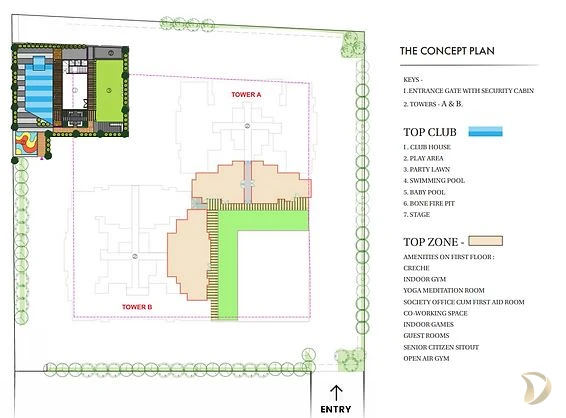 THE CONCEPT PLAN
KEYS -
1.ENTRANCE GATE WITH SECURITY CABIN
2. TOWERS - A & B.
TOP CLUB
1. CLUB HOUSE
2. PLAY AREA
3. PARTY LAWN
4. SWIMMING POOL
5. BABY POOL
6. BONE FIRE PIT
7. STAGE
TOP ZONE -
AMENITIES ON FIRST FLOOR :
CRECHE
INDOOR GYM
YOGA MEDITATION ROOM
SOCIETY OFFICE CUM FIRST AID ROOM
CO-WORKING SPACE
INDOOR GAMES
GUEST ROOMS
SENIOR CITIZEN SITOUT
OPEN AIR GYM
TOWER A
2
2
TOWER B
ENTRY